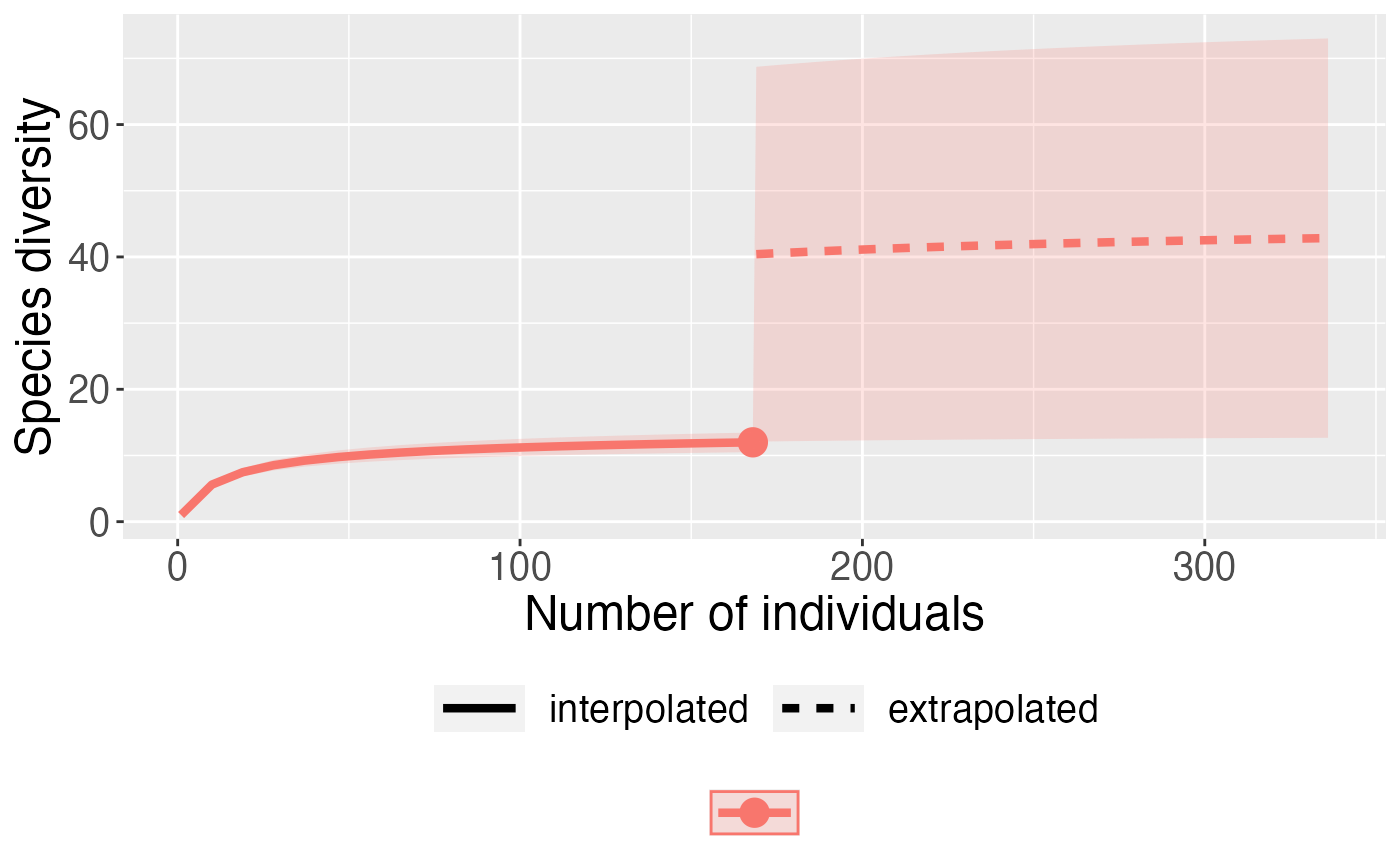 Species diversity
60
40
20
0
0 100 200 300
Number of individuals
interpolated extrapolated